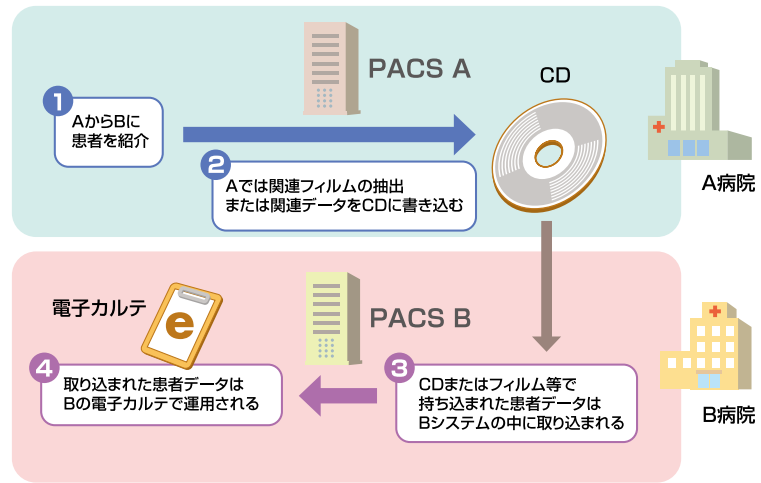 PACS A
CD
1
AからBに
患者を紹介
2
Aでは関連フィルムの抽出
または関連データをCDに書き込む
A病院
電子カルテ
e
PACS B
4
取り込まれた患者データは
Bの電子カルテで運用される
3
CDまたはフィルム等で
持ち込まれた患者データは
Bシステムの中に取り込まれる
B病院